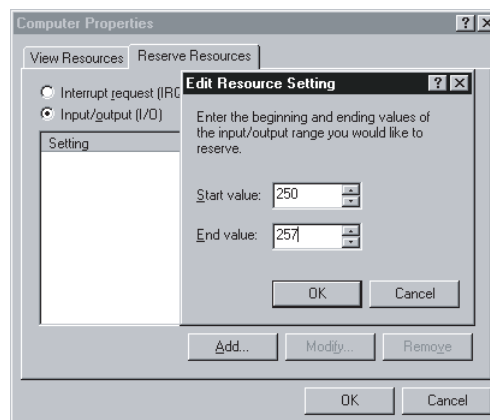 Computer Properties
View Resources
Reserve Resources
Interrupt request (IRQ
Input/output (I/O)
Setting
Edit Resource Setting
Enter the beginning and ending values of
the input/output range you would like to
reserve.
Start value:
250
End value:
257
OK
Cancel
Add...
Modify...
Remove
OK
Cancel